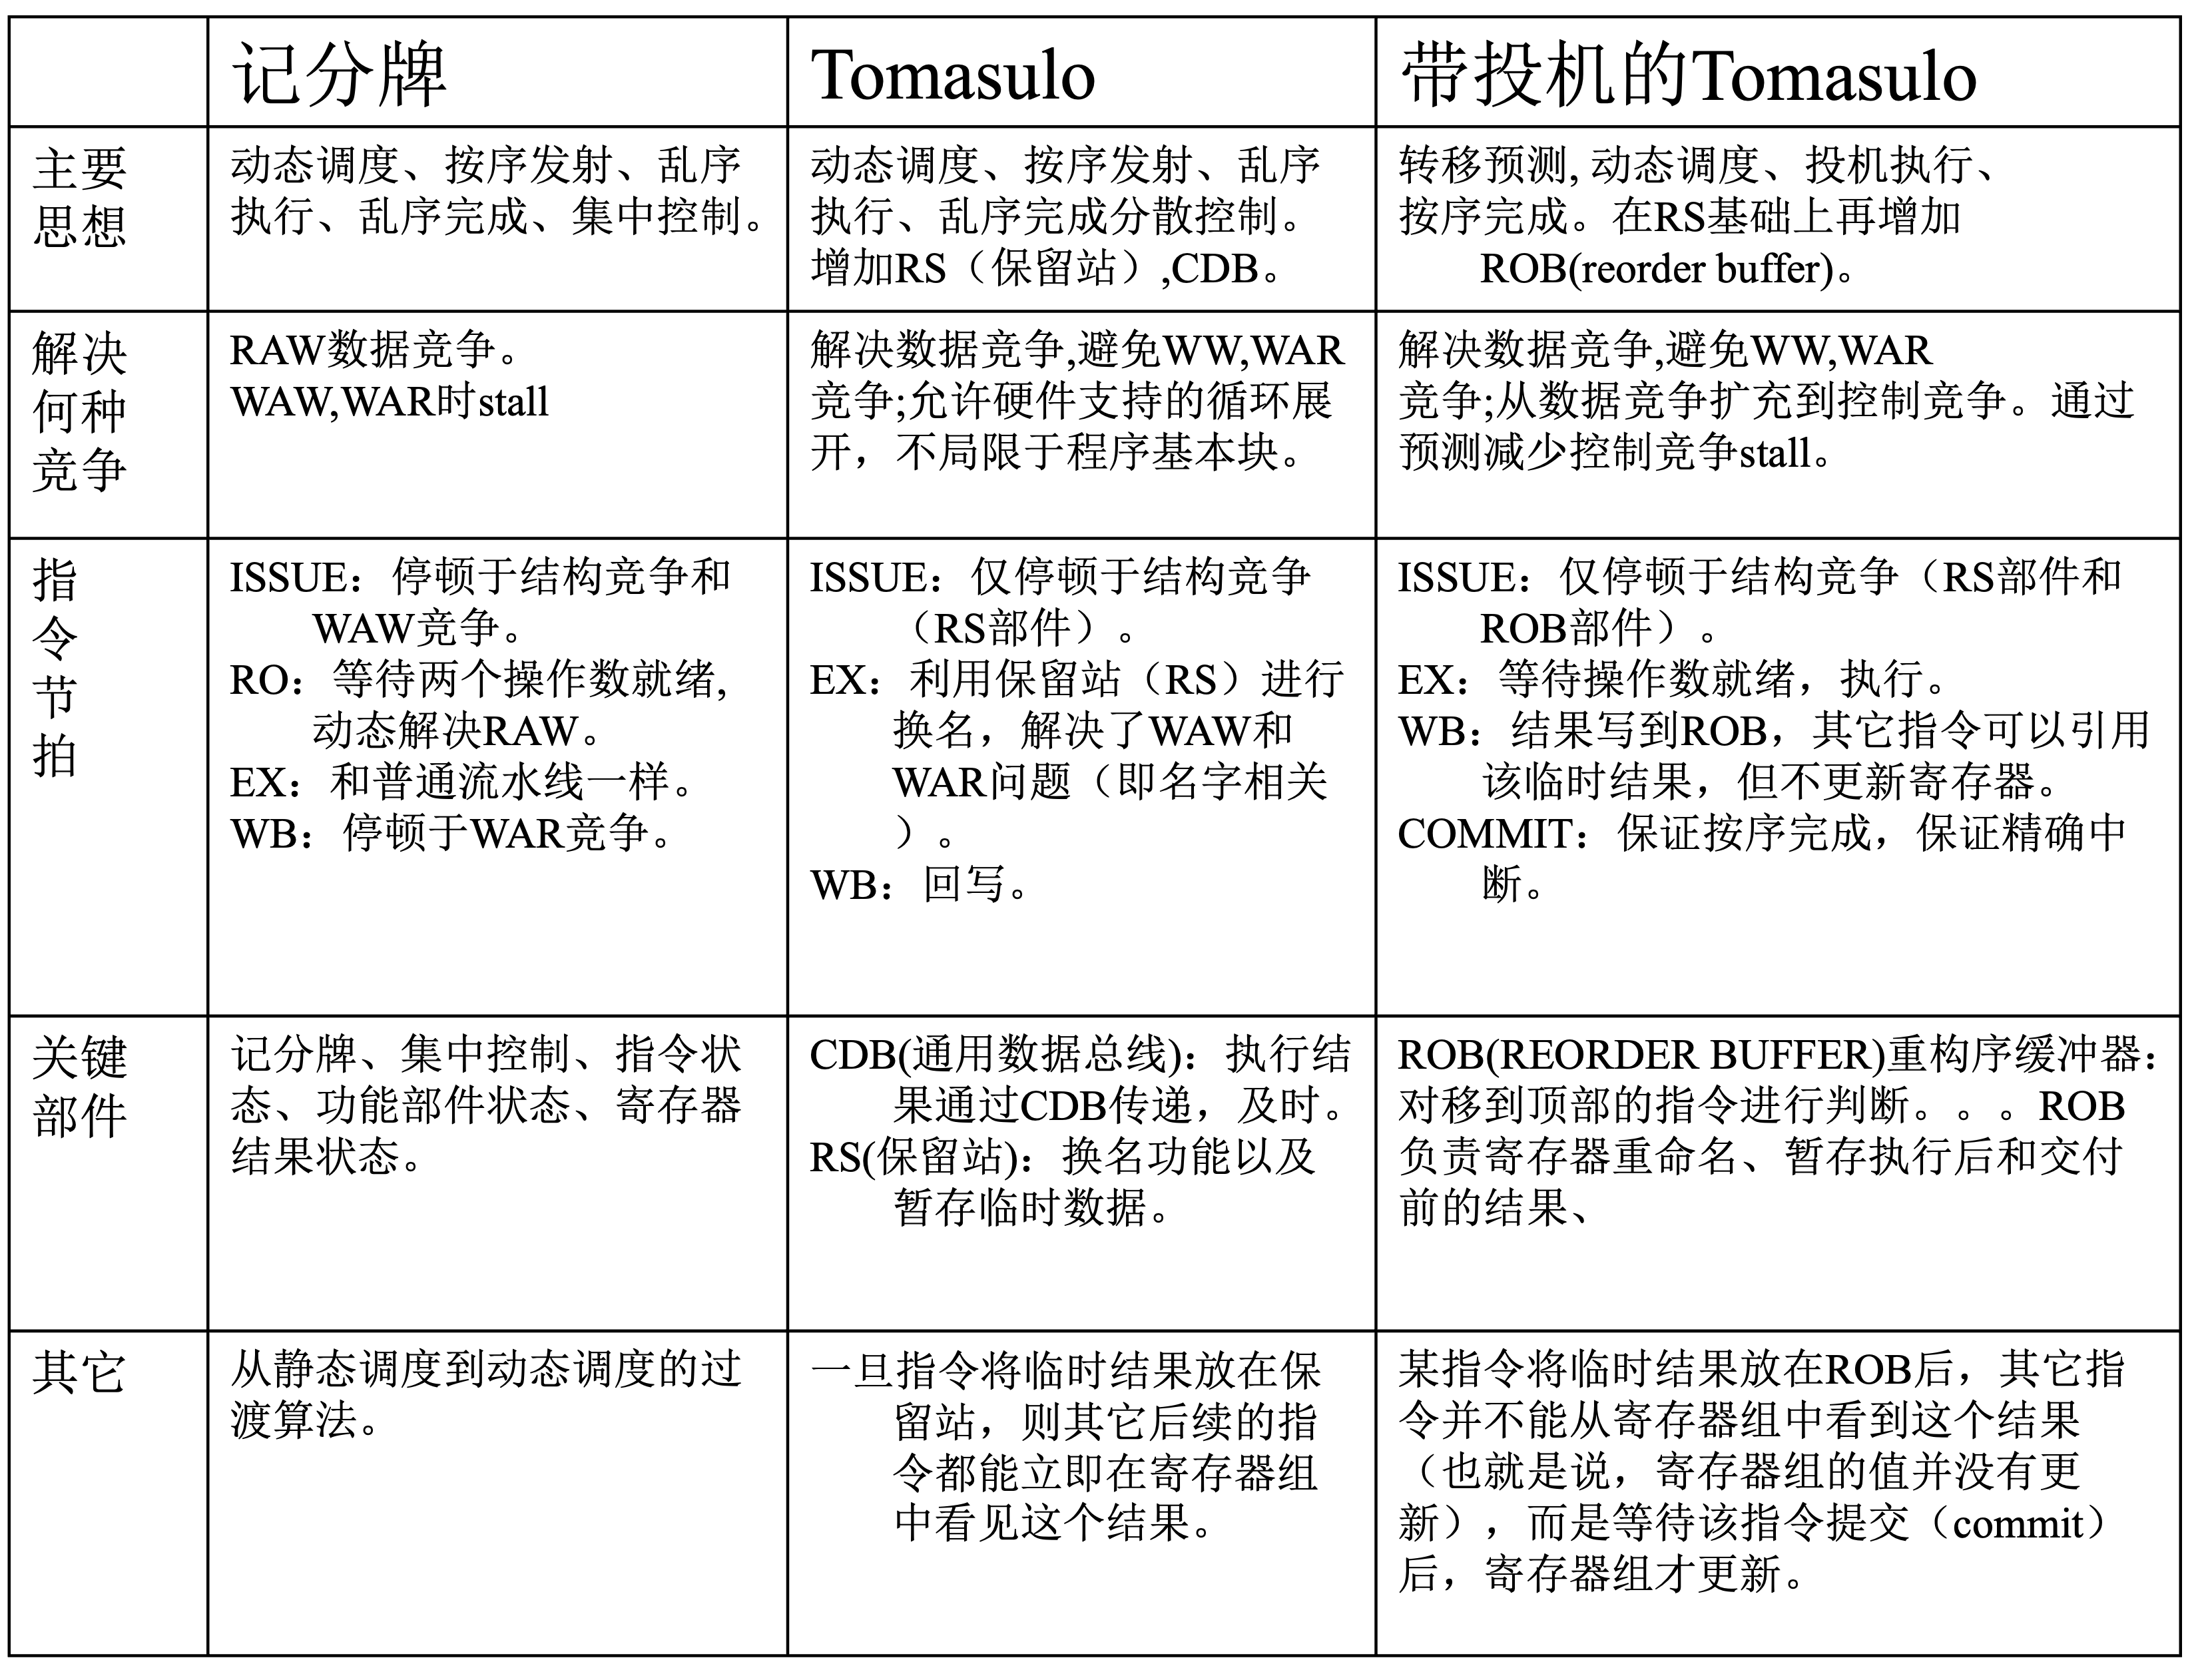 记分牌
Tomasulo
带投机的Tomasulo
主要
思想
动态调度、按序发射、乱序
执行、乱序完成、集中控制。
动态调度、按序发射、乱序
执行、乱序完成分散控制。
增加RS（保留站）,CDB。
转移预测, 动态调度、投机执行、
按序完成。在RS基础上再增加
ROB(reorder buffer)。
解决
何种
竞争
RAW数据竞争。
WAW,WAR时stall
解决数据竞争,避免WW,WAR
竞争;允许硬件支持的循环展
开，不局限于程序基本块。
解决数据竞争,避免WW,WAR
竞争;从数据竞争扩充到控制竞争。通过
预测减少控制竞争stall。
指
令
节
拍
ISSUE：停顿于结构竞争和
WAW竞争。
RO：等待两个操作数就绪,
动态解决RAW。
EX：和普通流水线一样。
WB：停顿于WAR竞争。
ISSUE：仅停顿于结构竞争
（RS部件）。
EX：利用保留站（RS）进行
换名，解决了WAW和
WAR问题（即名字相关
）。
WB：回写。
ISSUE：仅停顿于结构竞争（RS部件和
ROB部件）。
EX：等待操作数就绪，执行。
WB：结果写到ROB，其它指令可以引用
该临时结果，但不更新寄存器。
COMMIT：保证按序完成，保证精确中
断。
关键
部件
记分牌、集中控制、指令状
态、功能部件状态、寄存器
结果状态。
CDB(通用数据总线)：执行结
果通过CDB传递，及时。
RS(保留站)：换名功能以及
暂存临时数据。
ROB(REORDER BUFFER)重构序缓冲器：
对移到顶部的指令进行判断。。。ROB
负责寄存器重命名、暂存执行后和交付
前的结果、
其它
从静态调度到动态调度的过
渡算法。
一旦指令将临时结果放在保
留站，则其它后续的指
令都能立即在寄存器组
中看见这个结果。
某指令将临时结果放在ROB后，其它指
令并不能从寄存器组中看到这个结果
（也就是说，寄存器组的值并没有更
新），而是等待该指令提交（commit）
后，寄存器组才更新。